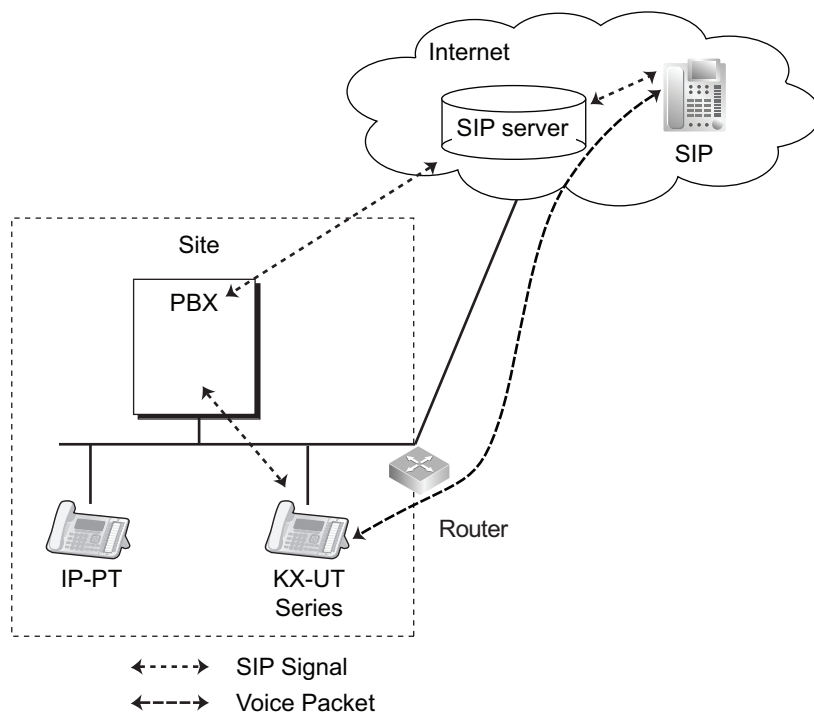 Internet
SIP server
SIP
Site
PBX
Router
IP-PT
KX-UT
Series
SIP Signal
Voice Packet